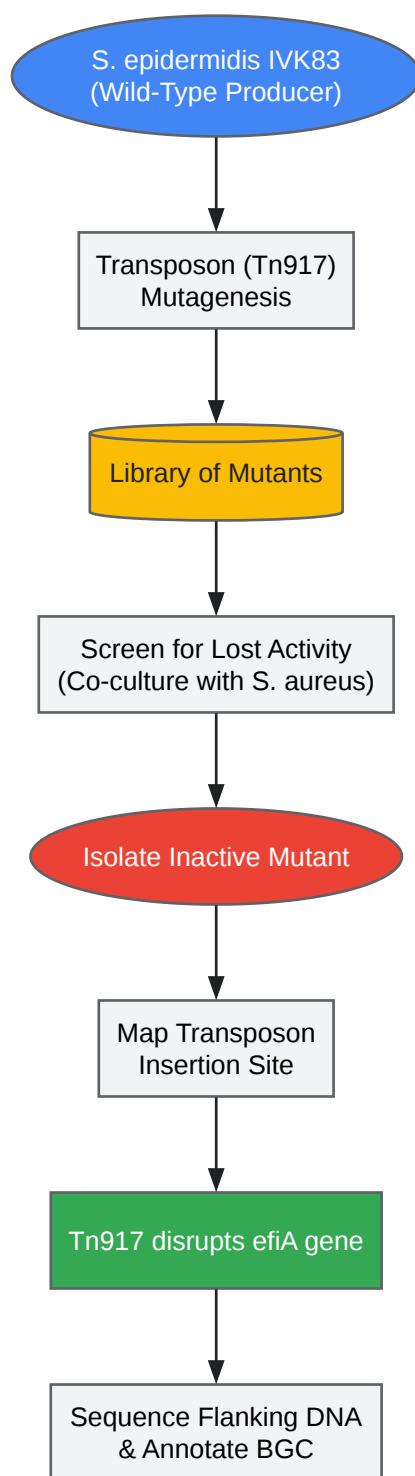 S. epidermidis IVK83
(Wild-Type Producer)
Transposon (Tn917)
Mutagenesis
Library of Mutants
Screen for Lost Activity
(Co-culture with S. aureus)
Isolate Inactive Mutant
Map Transposon
Insertion Site
Tn917 disrupts efiA gene
Sequence Flanking DNA
& Annotate BGC